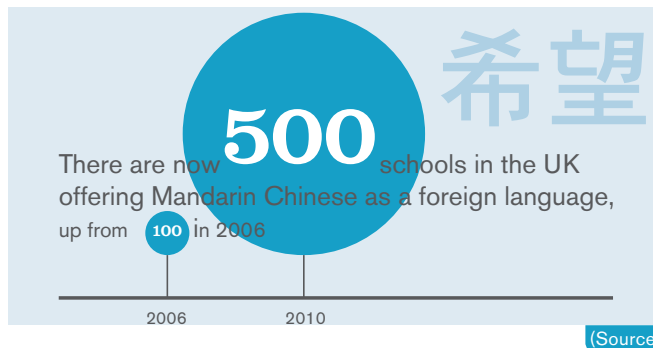 希望
There are now 500 schools in the UK
offering Mandarin Chinese as a foreign language,
up from 100 in 2006
2006 2010
(Source